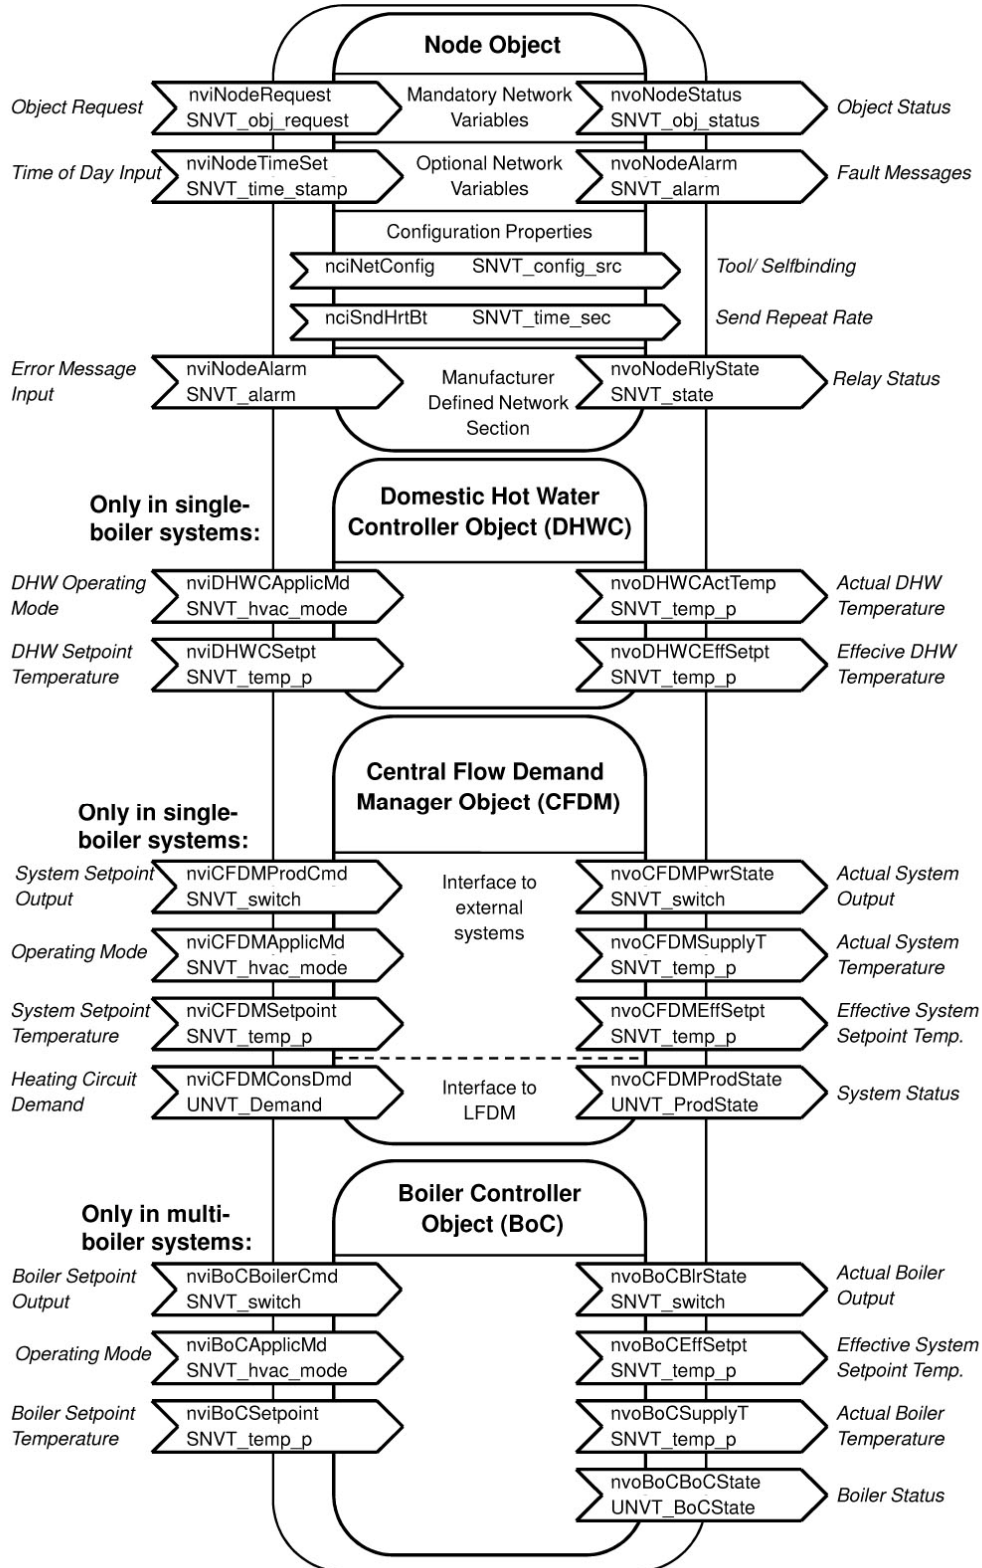 Node Object
Object Request
nviNodeRequest
SNVT_obj_request
Mandatory Network
Variables
nvoNodeStatus
SNVT_obj_status
Object Status
Time of Day Input
nviNodeTimeSet
SNVT_time_stamp
Optional Network
Variables
nvoNodeAlarm
SNVT_alarm
Fault Messages
Configuration Properties
nciNetConfig SNVT_config_src
Tool/ Selfbinding
nciSndHrtBt SNVT_time_sec
Send Repeat Rate
Error Message
Input
nviNodeAlarm
SNVT_alarm
Manufacturer
Defined Network
Section
nvoNodeRlyState
SNVT_state
Relay Status
Only in single-
boiler systems:
Domestic Hot Water
Controller Object (DHWC)
DHW Operating
Mode
nviDHWCApplicMd
SNVT_hvac_mode
nvoDHWCActTemp
SNVT_temp_p
Actual DHW
Temperature
DHW Setpoint
Temperature
nviDHWCSetpt
SNVT_temp_p
nvoDHWCEffSetpt
SNVT_temp_p
Effecive DHW
Temperature
Central Flow Demand
Manager Object (CFDM)
Only in single-
boiler systems:
System Setpoint
Output
nviCFDMProdCmd
SNVT_switch
Interface to
external
systems
nvoCFDMPwrState
SNVT_switch
Actual System
Output
Operating Mode
nviCFDMApplicMd
SNVT_hvac_mode
nvoCFDMSupplyT
SNVT_temp_p
Actual System
Temperature
System Setpoint
Temperature
nviCFDMSetpoint
SNVT_temp_p
nvoCFDMEffSetpt
SNVT_temp_p
Effective System
Setpoint Temp.
Heating Circuit
Demand
nviCFDMConsDmd
UNVT_Demand
Interface to
LFDM
nvoCFDMProdState
UNVT_ProdState
System Status
Only in multi-
boiler systems:
Boiler Controller
Object (BoC)
Boiler Setpoint
Output
nviBoCBoilerCmd
SNVT_switch
nvoBoCBlrState
SNVT_switch
Actual Boiler
Output
Operating Mode
nviBoCApplicMd
SNVT_hvac_mode
nvoBoCEffSetpt
SNVT_temp_p
Effective System
Setpoint Temp.
Boiler Setpoint
Temperature
nviBoCSetpoint
SNVT_temp_p
nvoBoCSupplyT
SNVT_temp_p
Actual Boiler
Temperature
nvoBoCBoCState
UNVT_BoCState
Boiler Status